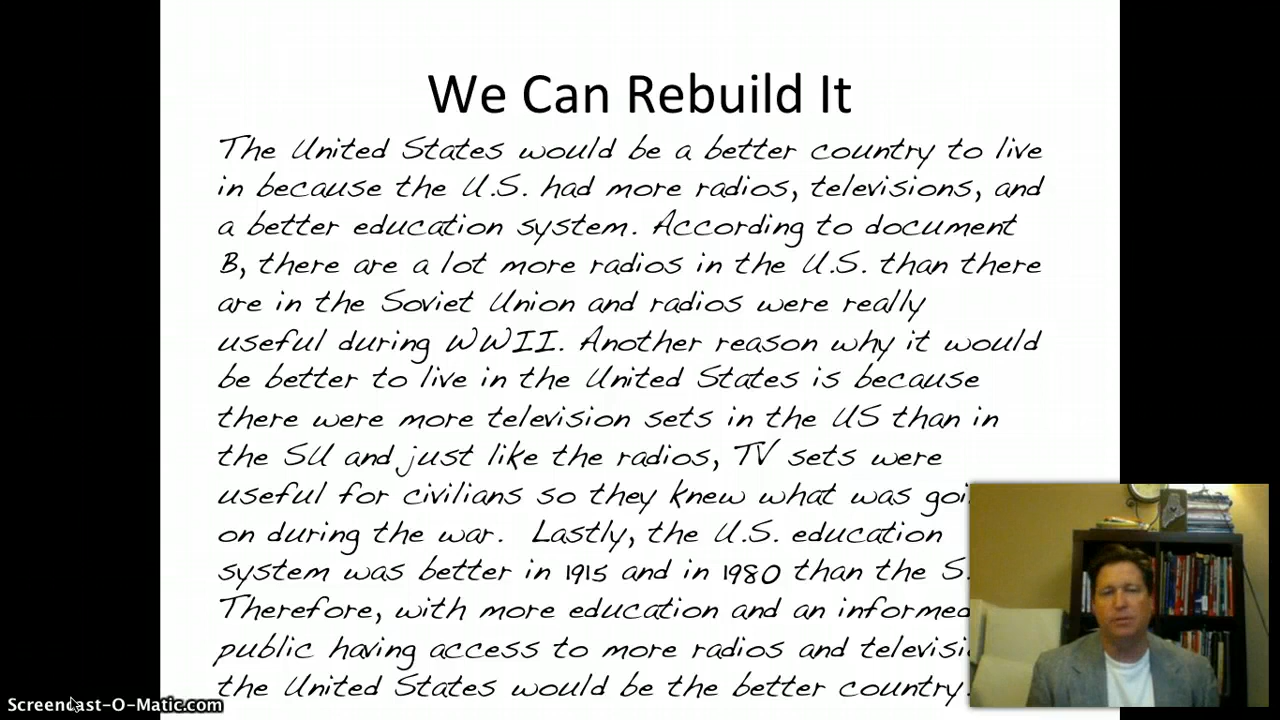 We Can Rebuild It
The United States would be a better country to live
in because the U.S. had more radios, televisions, and
a better education system. According to document
B, there are a lot more radios in the U.S. than there
are in the Soviet Union and radios were really
useful during WWII. Another reason why it would
be better to live in the United States is because
there were more television sets in the US than in
the SU and just like the radios, TV sets were
useful for civilians so they knew what was
on during the war. Lastly, the U.S. education
system was better in 1915 and in 1980 than the S.
Therefore, with more education and an informed
public having access to more radios and
the United States would be the better country.
Screencast-O-Matic.com